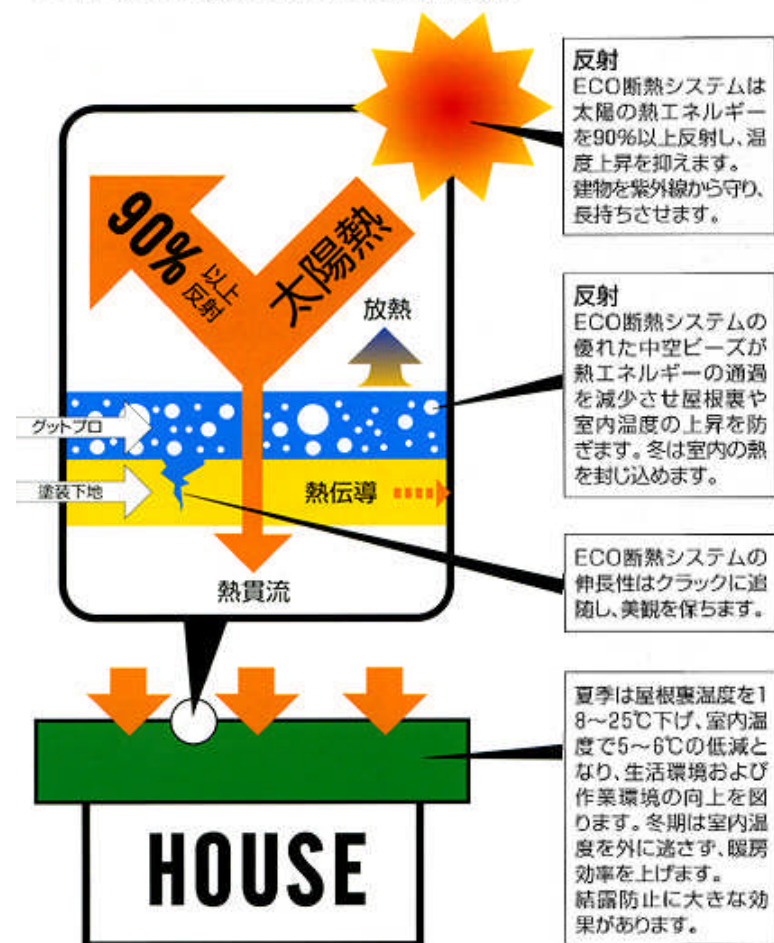 反射
ECO断熱システムは
太陽の熱エネルギー
を90%以上反射し、温
度上昇を抑えます。
建物を紫外線から守り、
長持ちさせます。
90%
以上
反射
太陽熱
放熱
反射
ECO断熱システムの
優れた中空ビーズが
熱エネルギーの通過
を減少させ屋根裏や
室内温度の上昇を防
ぎます。冬は室内の熱
を封じ込めます。
グットプロ
塗装下地
熱伝導
熱貫流
ECO断熱システムの
伸長性はクラックに追
随し、美観を保ちます。
夏季は屋根裏温度を1
8〜25℃下げ、室内温
度で5〜6℃の低減と
なり、生活環境および
作業環境の向上を図
ります。冬期は室内温
度を外に逃さず、暖房
効率を上げます。
結露防止に大きな効
果があります。
HOUSE